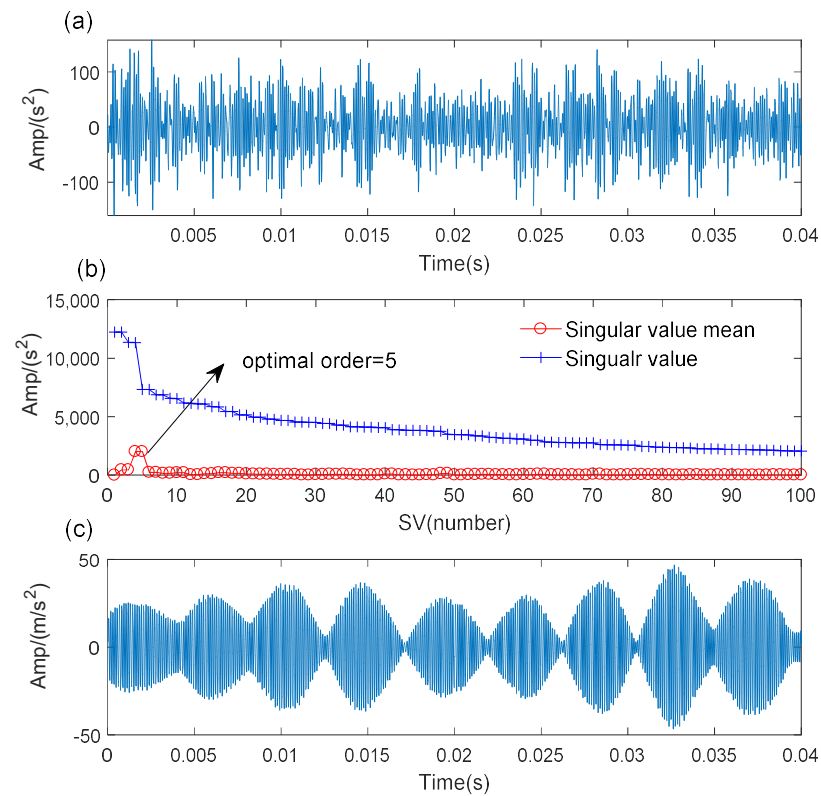 (a)
100
0
-100
Amp/(s²)
0.005 0.01 0.015 0.02 0.025 0.03 0.035 0.04
Time(s)
(b)
15,000
10,000
5,000
0
Amp/(s²)
optimal order=5
Singular value mean
Singualr value
0 10 20 30 40 50 60 70 80 90 100
SV(number)
(c)
50
0
-50
Amp/(m/s²)
0 0.005 0.01 0.015 0.02 0.025 0.03 0.035 0.04
Time(s)